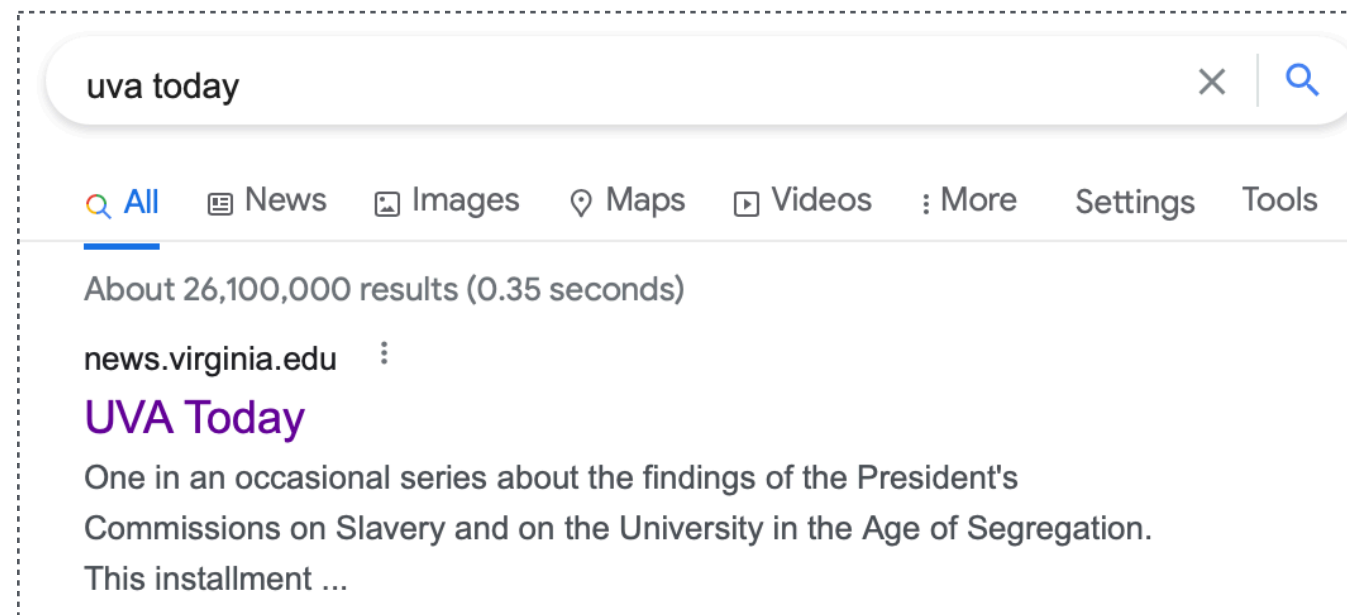 uva today
All News Images Maps Videos More Settings Tools
About 26,100,000 results (0.35 seconds)
news.virginia.edu
UVA Today
One in an occasional series about the findings of the President's
Commissions on Slavery and on the University in the Age of Segregation.
This installment ...